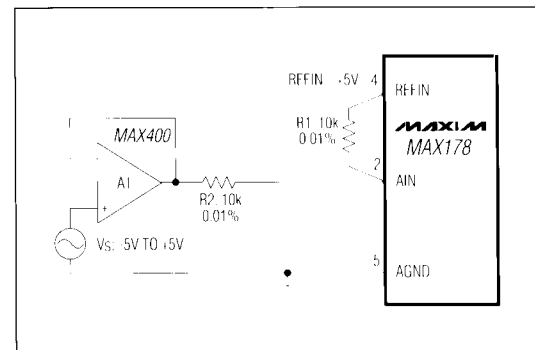 REFIN +5V 4
REFIN
R1. 10k
0.01%
MAXIM
MAX178
MAX400
2
AIN
A1
+
R2. 10k
0.01%
VS: -5V TO +5V
5
AGND